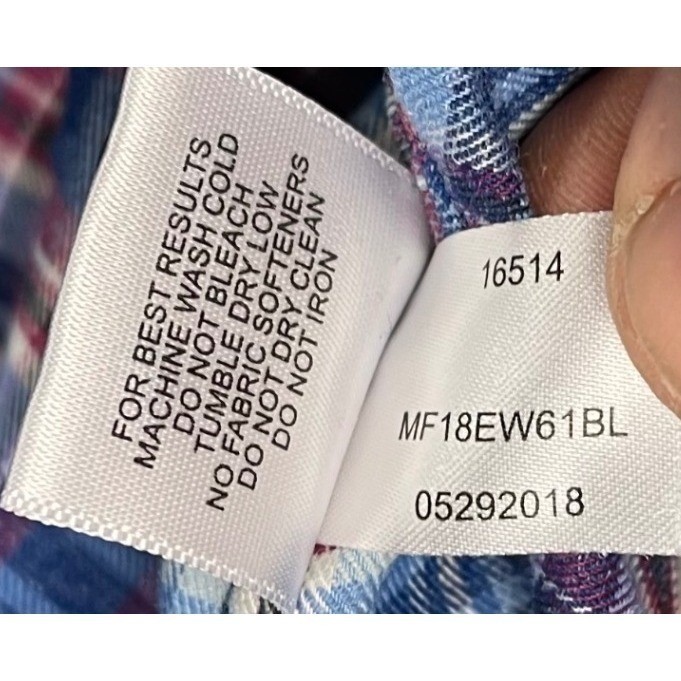 FOR BEST RESULTS
MACHINE WASH COLD
DO NOT BLEACH
TUMBLE DRY LOW
NO FABRIC SOFTENERS
DO NOT DRY CLEAN
DO NOT IRON
16514
MF18EW61BL
05292018